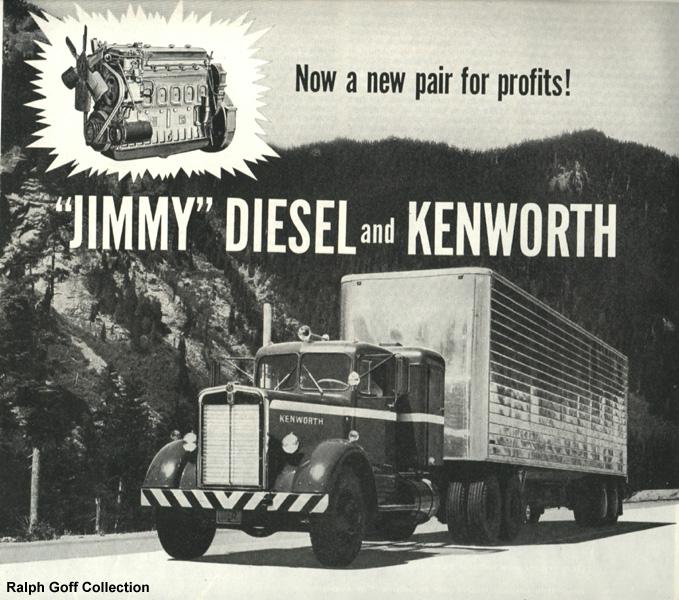 Now a new pair for profits!
"JIMMY" DIESEL and KENWORTH
KENWORTH
Ralph Goff Collection